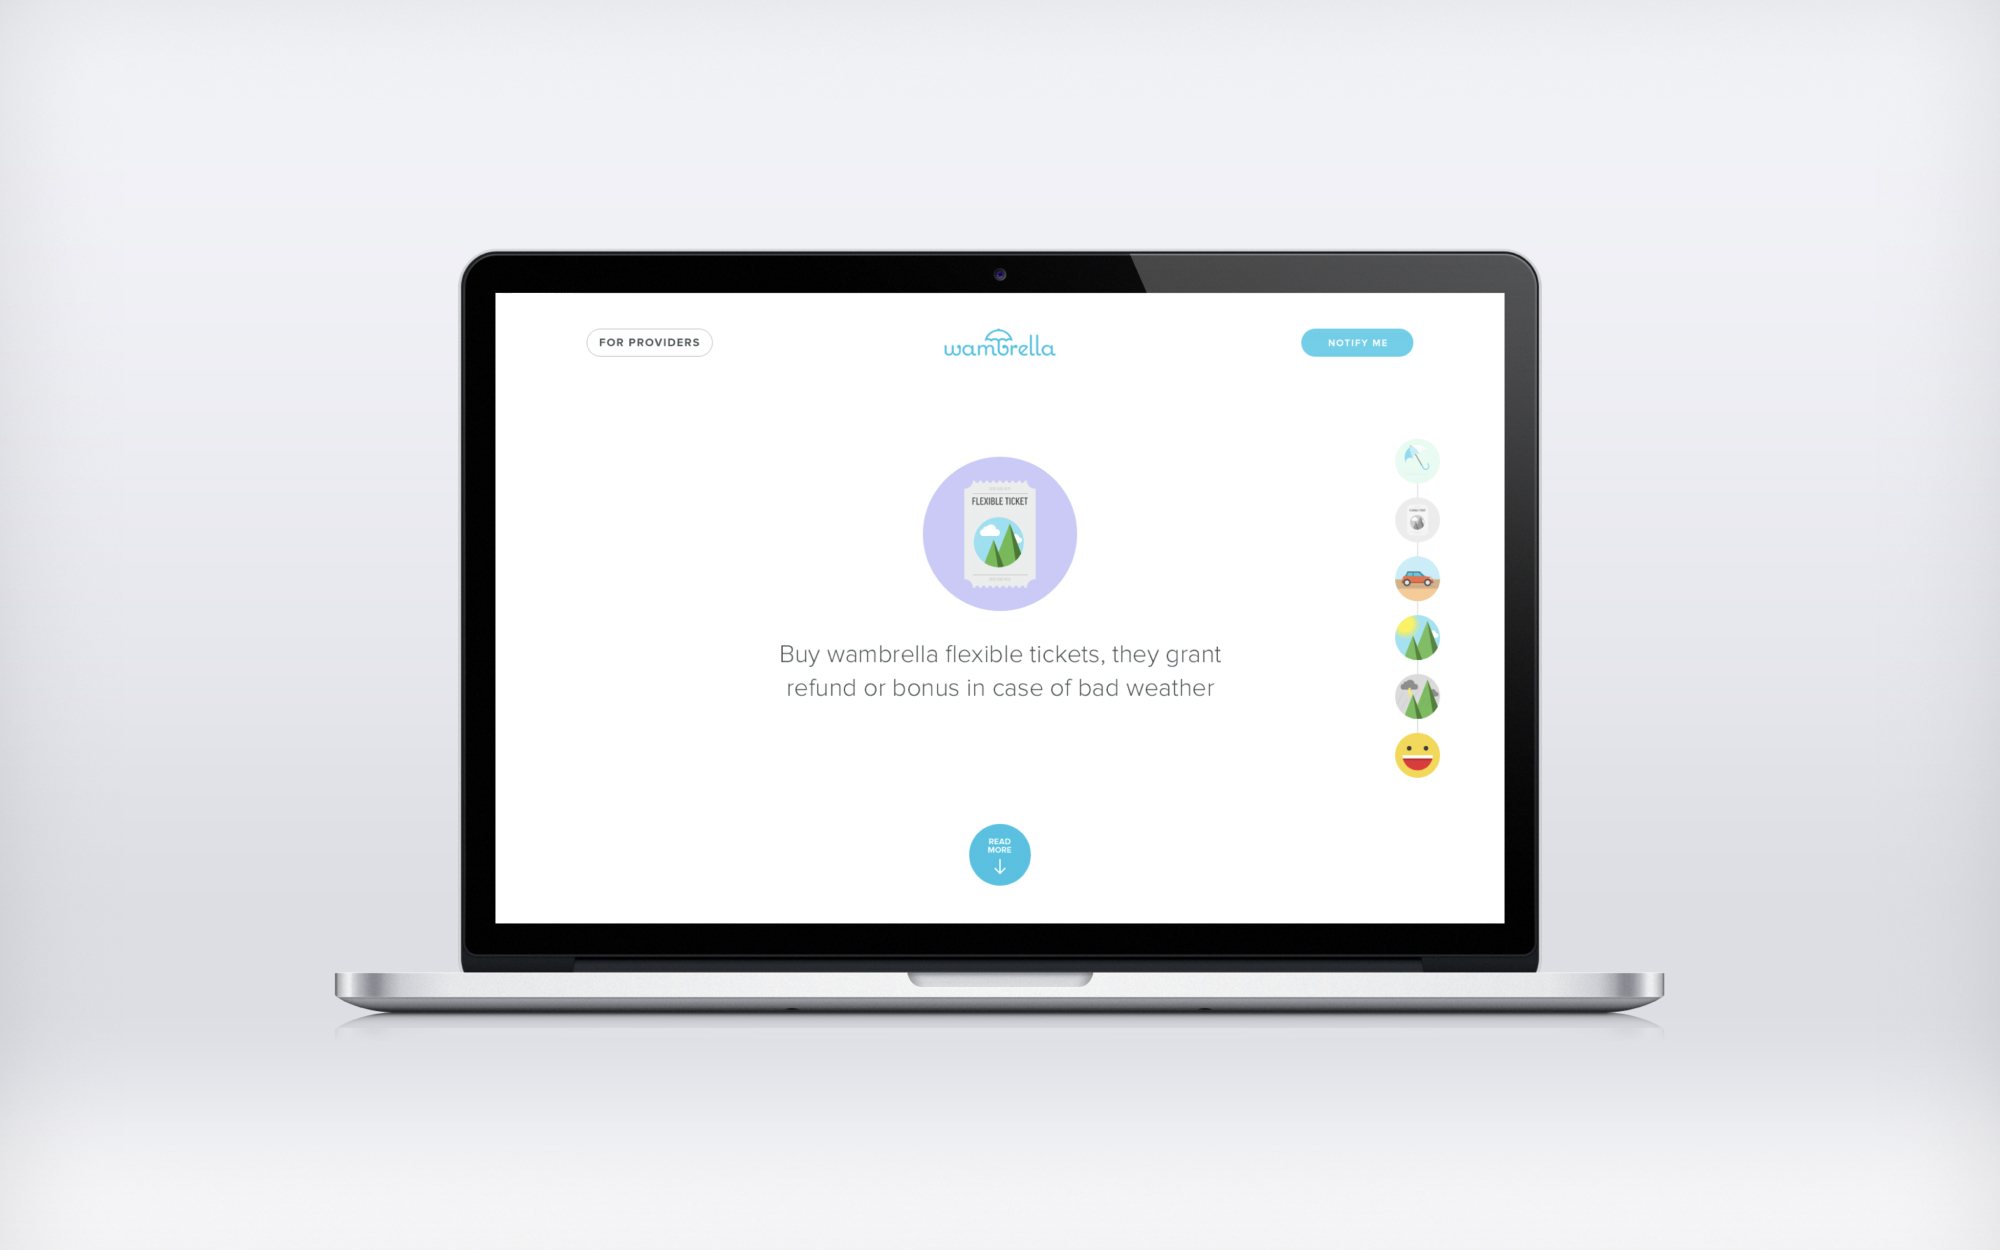 FOR PROVIDERS
wambrella
NOTIFY ME
FLEXIBLE TICKET
Buy wambrella flexible tickets, they grant
refund or bonus in case of bad weather
READ
MORE